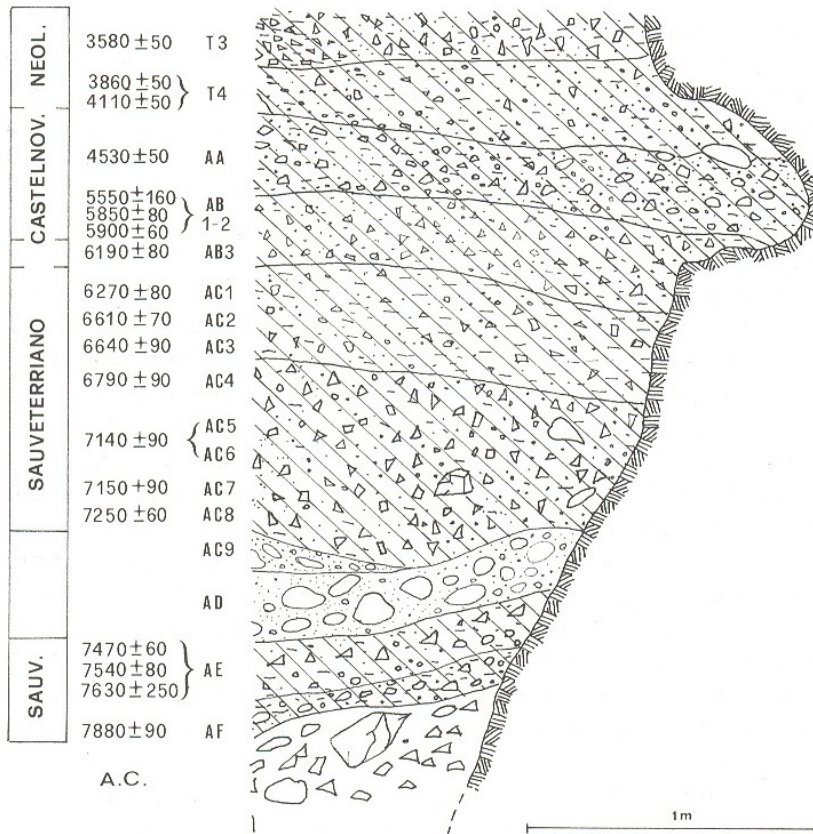 NEOL.
3580 ±50 T3
3860 ±50
4110 ±50 } T4
CASTELNOV.
4530 ±50 AA
5550 ±160
5850 ±80
5900 ±60 } AB 1-2
6190 ±80 AB3
SAUVETERRIANO
6270 ±80 AC1
6610 ±70 AC2
6640 ±90 AC3
6790 ±90 AC4
7140 ±90 { AC5
AC6
7150 +90 AC7
7250 ±60 AC8
AC9
AD
SAUV.
7470 ±60
7540 ±80
7630 ±250 } AE
7880 ±90 AF
A.C.
1m